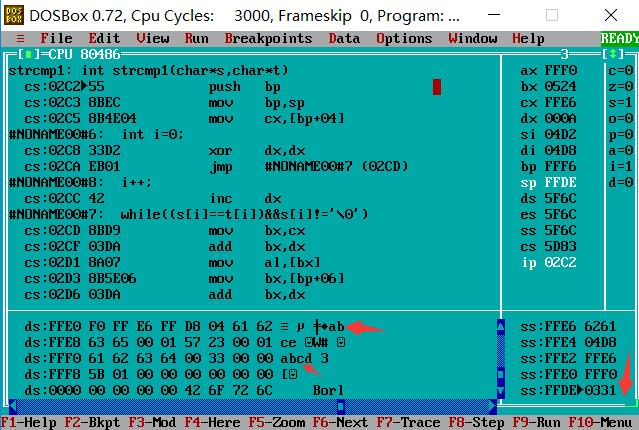 DOSBox 0.72, Cpu Cycles: 3000, Frameskip 0, Program: ...
≡ File Edit View Run Breakpoints Data Options Window Help READY
[■]=CPU 80486 3 [↕]
strcmp1: int strcmp1(char*s,char*t)
cs:02C2►55 push bp
cs:02C3 8BEC mov bp,sp
cs:02C5 8B4E04 mov cx,[bp+04]
#NONAME00#6: int i=0;
cs:02C8 33D2 xor dx,dx
cs:02CA EB01 jmp #NONAME00#7 (02CD)
#NONAME00#8: i++;
cs:02CC 42 inc dx
#NONAME00#7: while((s[i]==t[i])&&s[i]!='\0')
cs:02CD 8BD9 mov bx,cx
cs:02CF 03DA add bx,dx
cs:02D1 8A07 mov al,[bx]
cs:02D3 8B5E06 mov bx,[bp+06]
cs:02D6 03DA add bx,dx
ax FFF0 c=0
bx 0524 z=0
cx FFE6 s=1
dx 000A o=0
si 04D2 p=0
di 04D8 a=0
bp FFF6 i=1
sp FFDE d=0
ds 5F6C
es 5F6C
ss 5F6C
cs 5D83
ip 02C2
ds:FFE0 F0 FF E6 FF D8 04 61 62 ≡ µ ╪♦ab
ds:FFE8 63 65 00 01 57 23 00 01 ce ☺W# ☺
ds:FFF0 61 62 63 64 00 33 00 00 abcd 3
ds:FFF8 5B 01 00 00 00 00 00 00 [☺
ds:0000 00 00 00 00 42 6F 72 6C Borl
ss:FFE6 6261
ss:FFE4 04D8
ss:FFE2 FFE6
ss:FFE0 FFF0
ss:FFDE►0331
F1-Help F2-Bkpt F3-Mod F4-Here F5-Zoom F6-Next F7-Trace F8-Step F9-Run F10-Menu